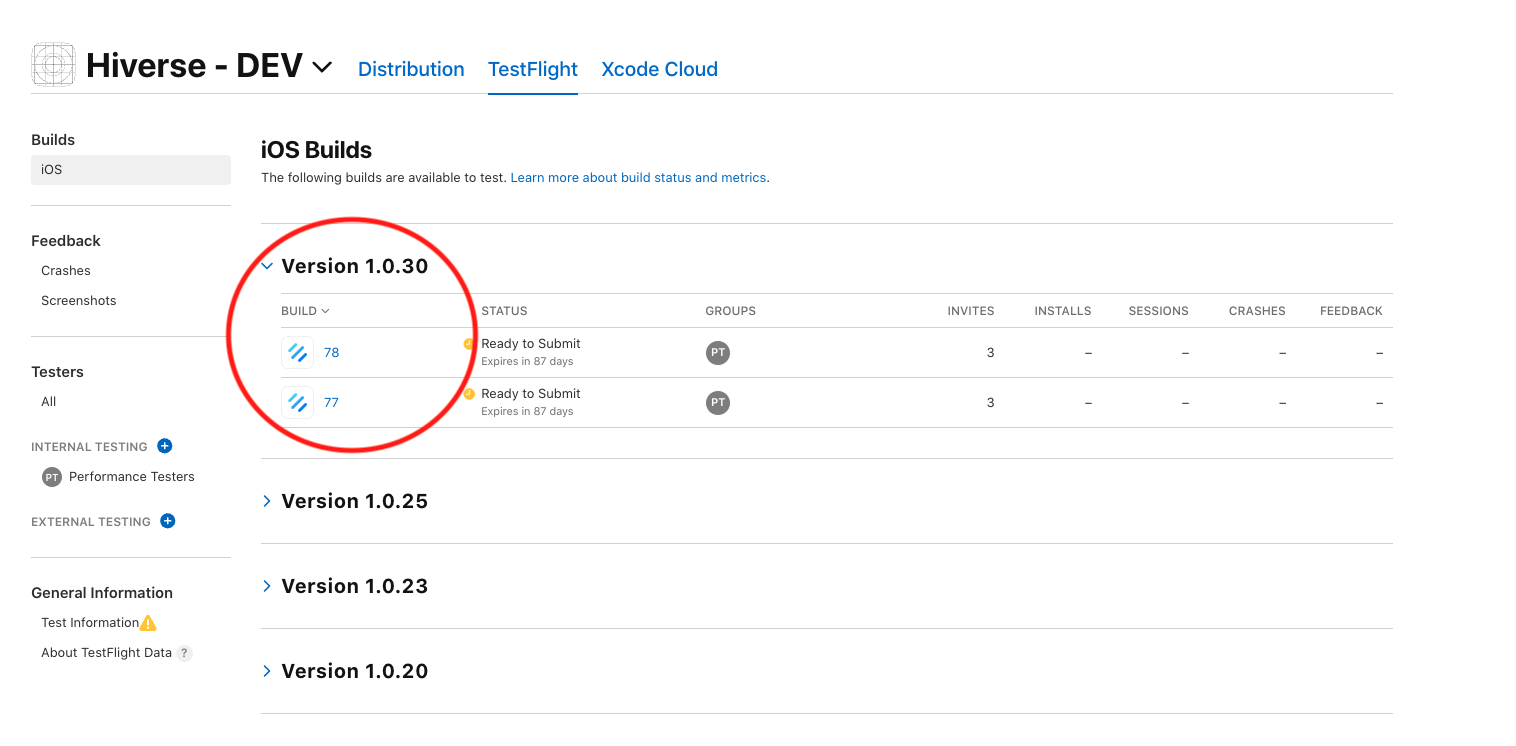 Hiverse - DEV
Distribution
TestFlight
Xcode Cloud
Builds
iOS
Feedback
Crashes
Screenshots
Testers
All
INTERNAL TESTING
PT Performance Testers
EXTERNAL TESTING
General Information
Test Information
About TestFlight Data ?
iOS Builds
The following builds are available to test. Learn more about build status and metrics.
Version 1.0.30
BUILD STATUS GROUPS INVITES INSTALLS SESSIONS CRASHES FEEDBACK
78 Ready to Submit PT 3 – – – –
Expires in 87 days
77 Ready to Submit PT 3 – – – –
Expires in 87 days
Version 1.0.25
Version 1.0.23
Version 1.0.20